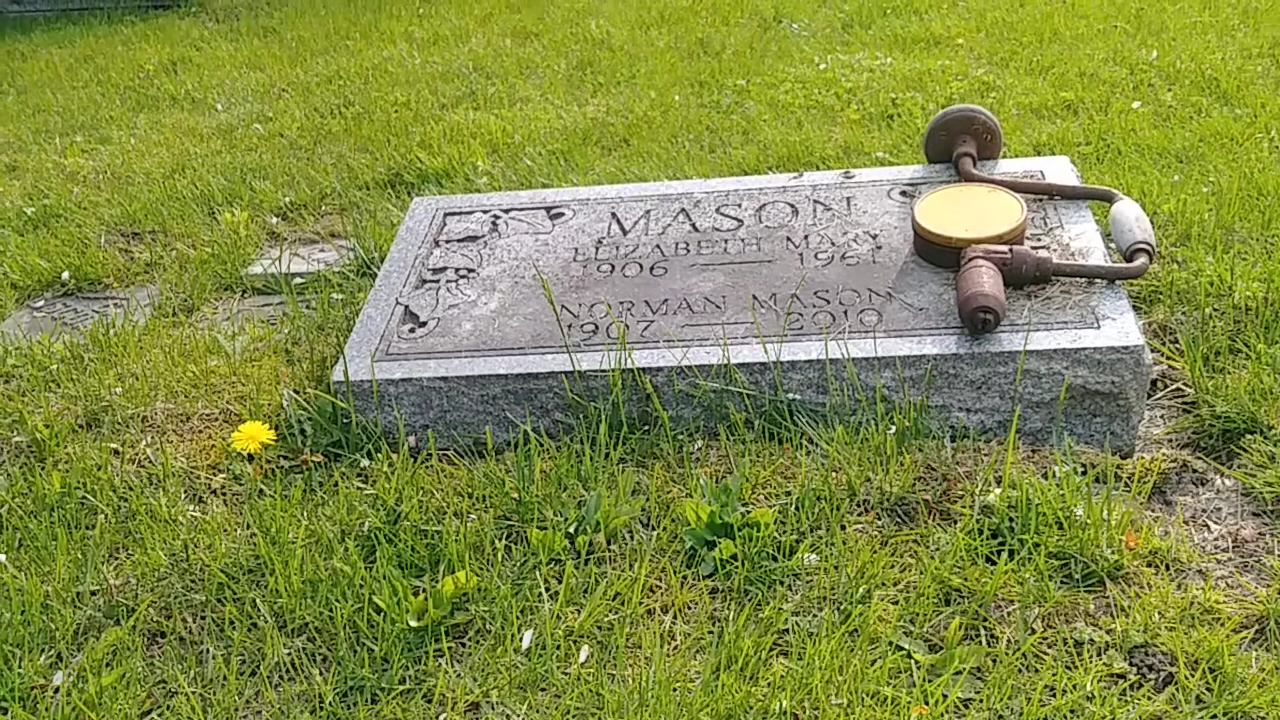 MASON
ELIZABETH MARY
1906 — 1961
NORMAN MASON
1907 — 2010